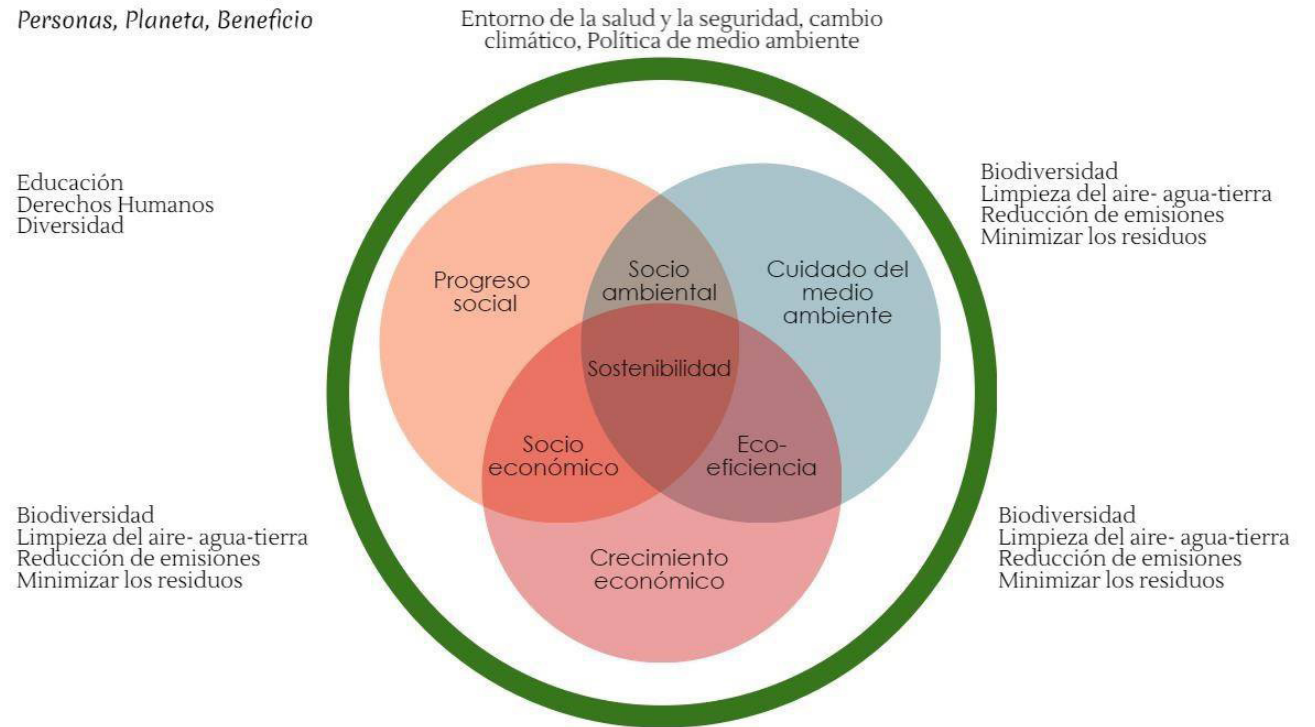 Personas, Planeta, Beneficio
Entorno de la salud y la seguridad, cambio
climático, Política de medio ambiente
Educación
Derechos Humanos
Diversidad
Biodiversidad
Limpieza del aire- agua-tierra
Reducción de emisiones
Minimizar los residuos
Progreso
social
Socio
ambiental
Cuidado del
medio
ambiente
Sostenibilidad
Socio
económico
Eco-
eficiencia
Crecimiento
económico
Biodiversidad
Limpieza del aire- agua-tierra
Reducción de emisiones
Minimizar los residuos
Biodiversidad
Limpieza del aire- agua-tierra
Reducción de emisiones
Minimizar los residuos